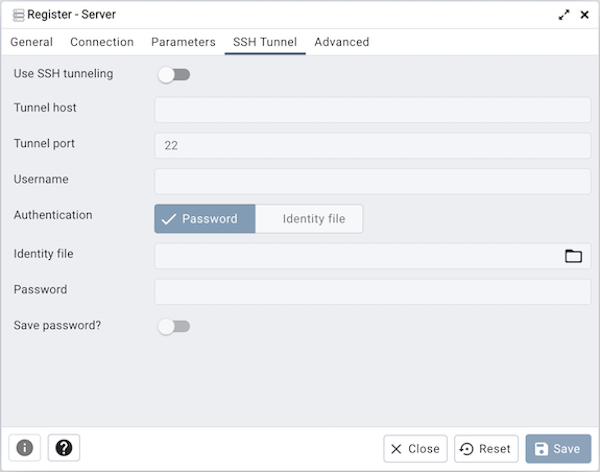 Register - Server
General Connection Parameters SSH Tunnel Advanced
Use SSH tunneling
Tunnel host
Tunnel port 22
Username
Authentication Password Identity file
Identity file
Password
Save password?
Close Reset Save